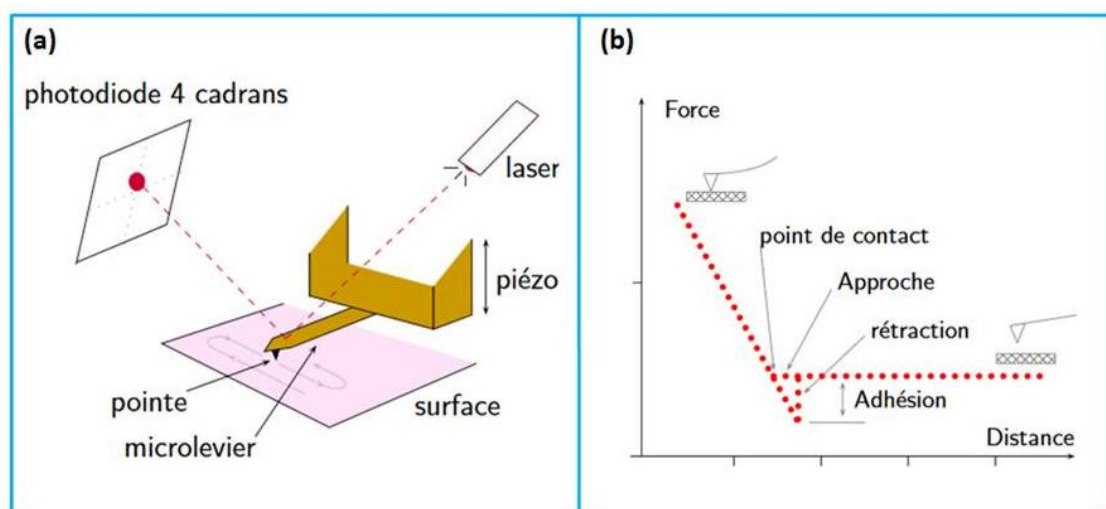 (a)
photodiode 4 cadrans
laser
piézo
pointe
surface
microlevier
(b)
Force
point de contact
Approche
rétraction
Adhésion
Distance